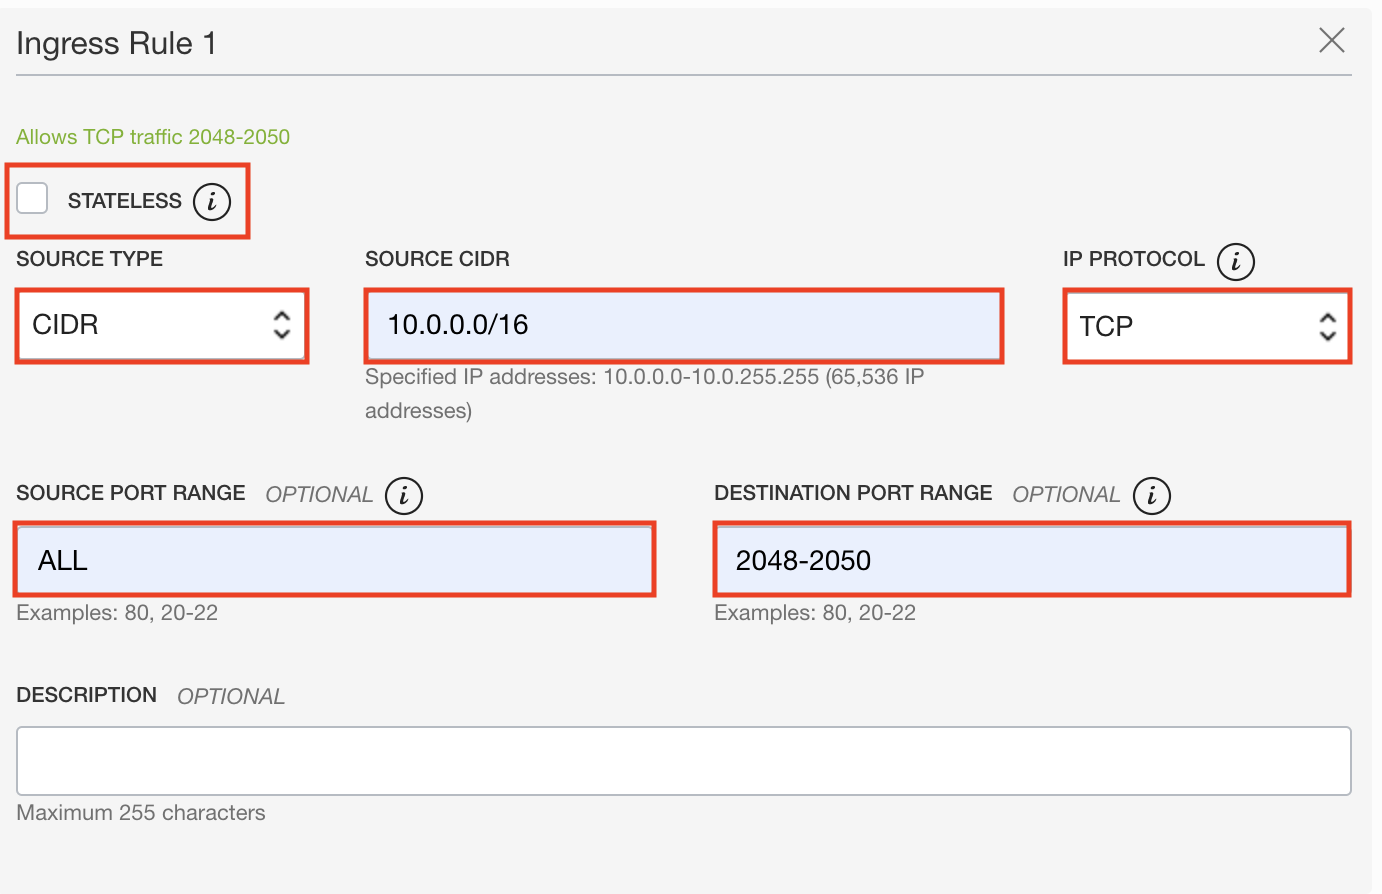 Ingress Rule 1
Allows TCP traffic 2048-2050
STATELESS i
SOURCE TYPE
SOURCE CIDR
IP PROTOCOL i
CIDR
10.0.0.0/16
TCP
Specified IP addresses: 10.0.0.0-10.0.255.255 (65,536 IP
addresses)
SOURCE PORT RANGE OPTIONAL i
DESTINATION PORT RANGE OPTIONAL i
ALL
2048-2050
Examples: 80, 20-22
Examples: 80, 20-22
DESCRIPTION OPTIONAL
Maximum 255 characters